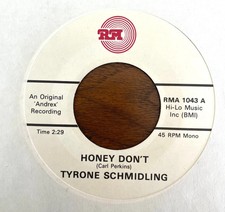 RM
An Original
'Andrex'
Recording
RMA 1043 A
Hi-Lo Music
Inc (BMI)
Time 2:29
45 RPM Mono
HONEY DON'T
(Carl Perkins)
TYRONE SCHMIDLING